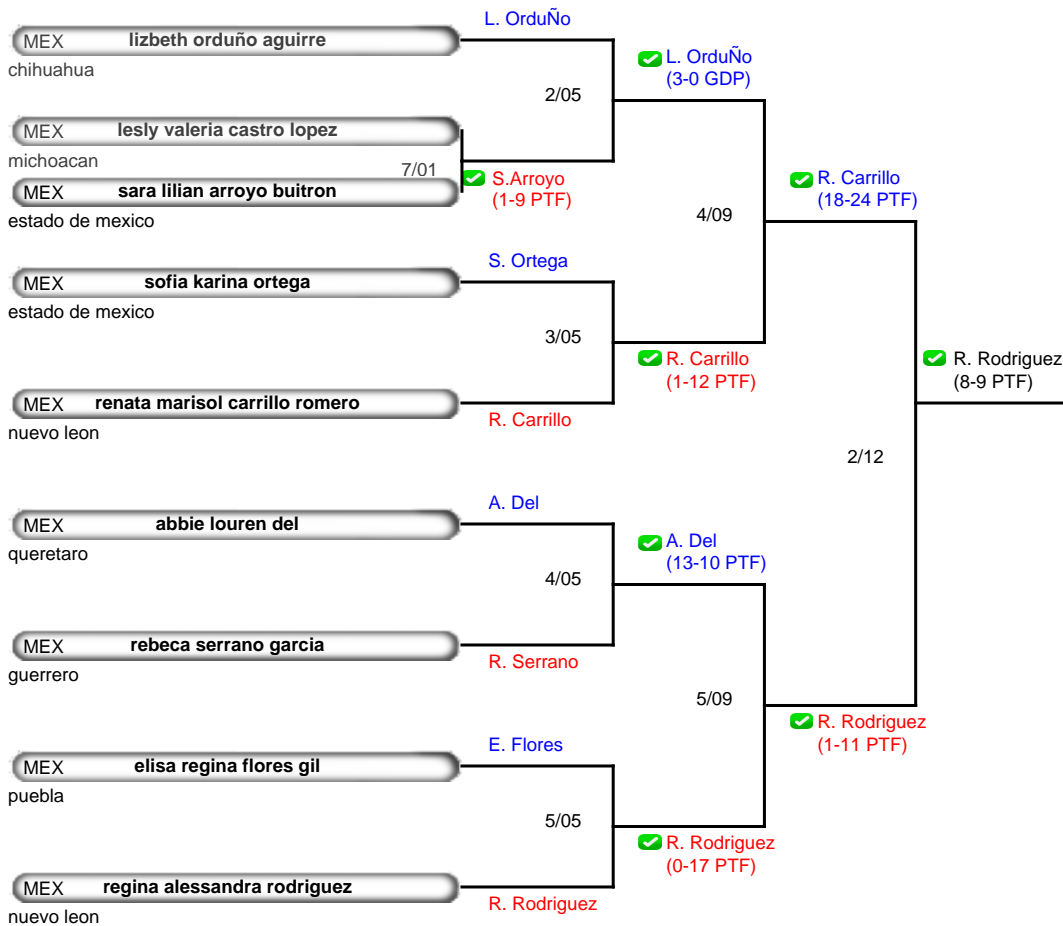 L. OrduÑo
MEX lizbeth orduño aguirre
chihuahua
L. OrduÑo
(3-0 GDP)
2/05
MEX lesly valeria castro lopez
michoacan
7/01
S.Arroyo
(1-9 PTF)
MEX sara lilian arroyo buitron
estado de mexico
R. Carrillo
(18-24 PTF)
4/09
S. Ortega
MEX sofia karina ortega
estado de mexico
3/05
R. Carrillo
(1-12 PTF)
R. Rodriguez
(8-9 PTF)
MEX renata marisol carrillo romero
R. Carrillo
nuevo leon
2/12
A. Del
MEX abbie louren del
queretaro
A. Del
(13-10 PTF)
4/05
MEX rebeca serrano garcia
R. Serrano
guerrero
5/09
R. Rodriguez
(1-11 PTF)
E. Flores
MEX elisa regina flores gil
puebla
5/05
R. Rodriguez
(0-17 PTF)
MEX regina alessandra rodriguez
R. Rodriguez
nuevo leon